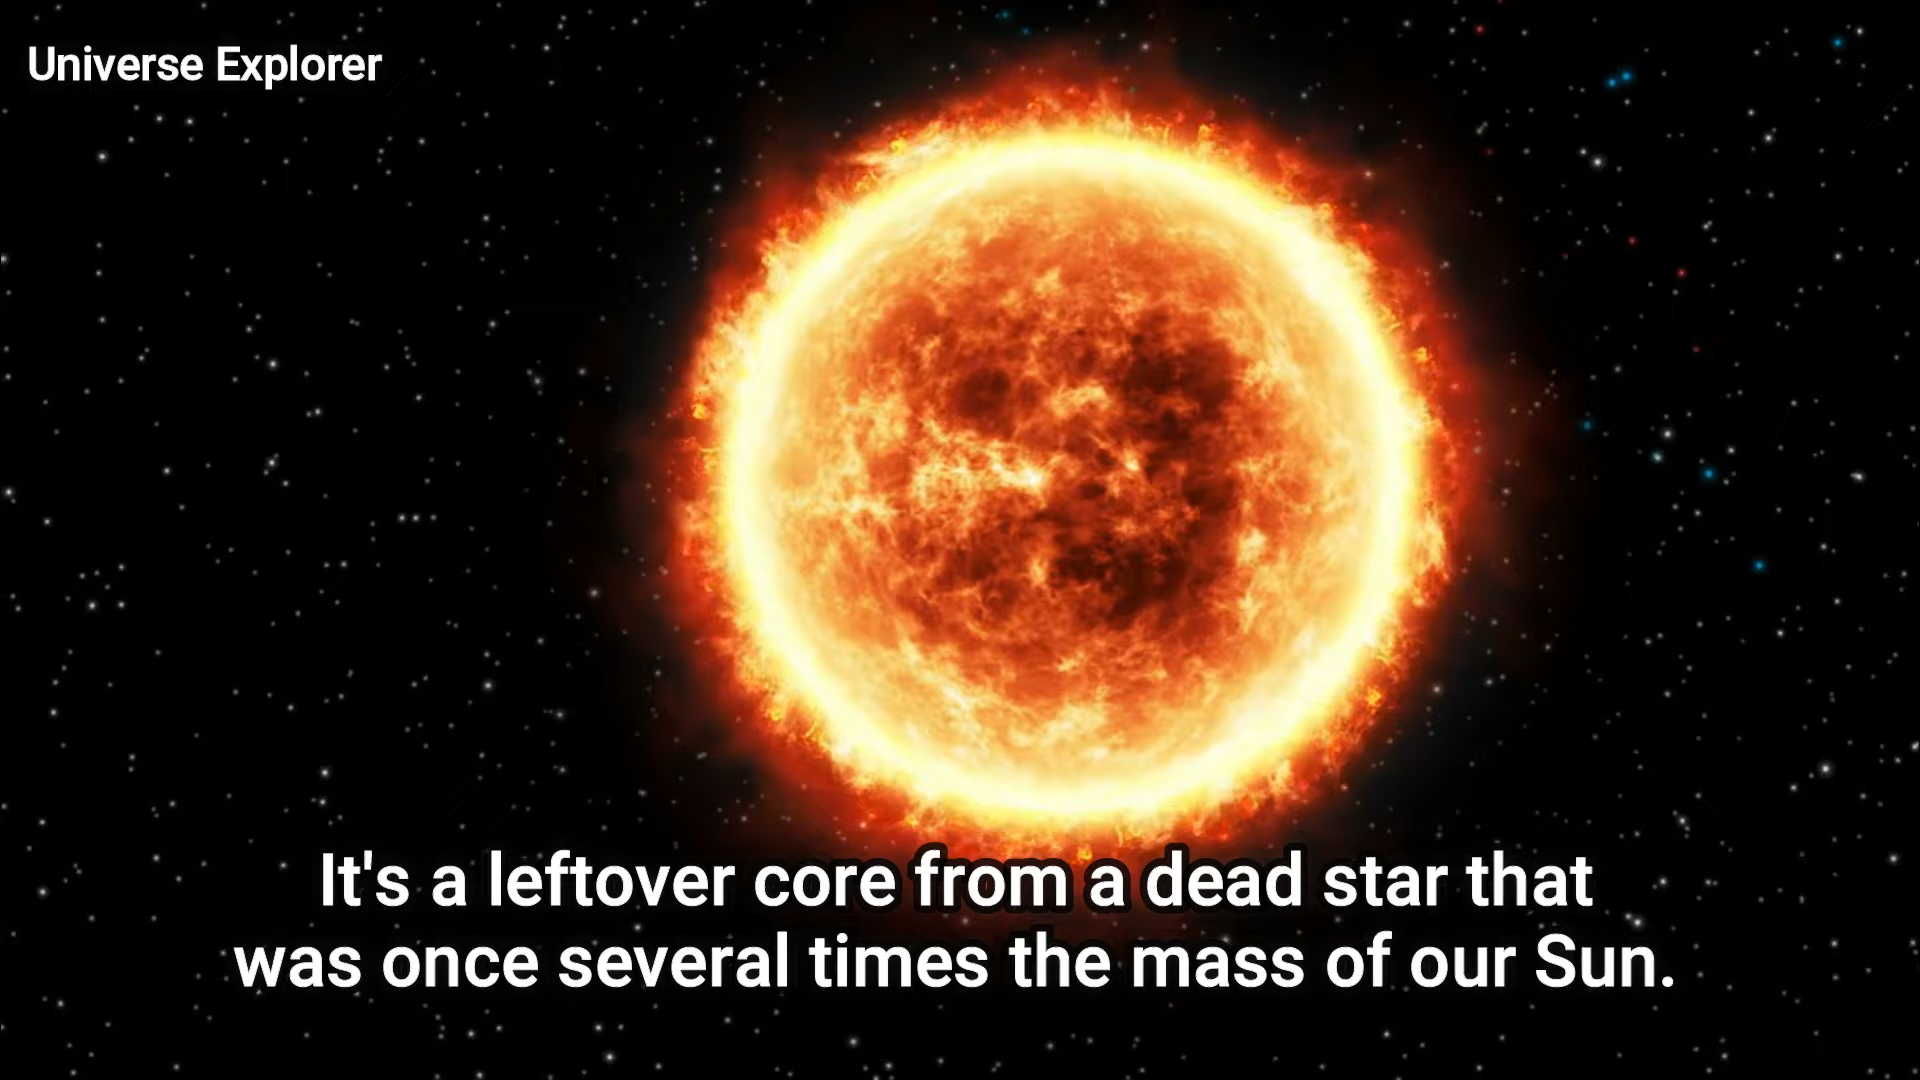 Universe Explorer
It's a leftover core from a dead star that
was once several times the mass of our Sun.